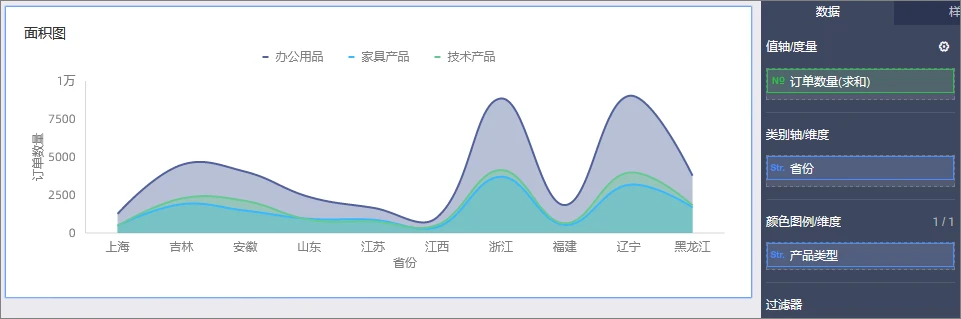 面积图
办公用品 家具产品 技术产品
1万
7500
5000
2500
0
订单数量
上海 吉林 安徽 山东 江苏 江西 浙江 福建 辽宁 黑龙江
省份
数据 样
值轴/度量
Nº 订单数量(求和)
类别轴/维度
Str. 省份
颜色图例/维度 1 / 1
Str. 产品类型
过滤器